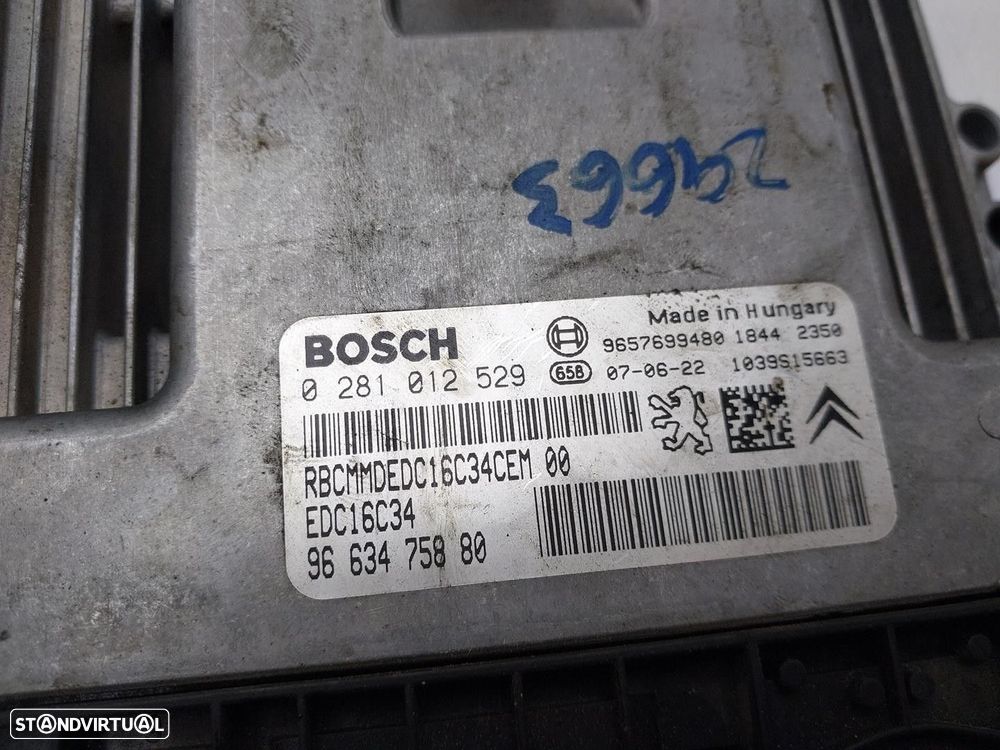 29663
BOSCH
Made in Hungary
9657699480 1844 2350
0 281 012 529 658 07-06-22 1039S15663
RBCMMDEDC16C34CEM 00
EDC16C34
96 634 758 80
STANDVIRTUAL